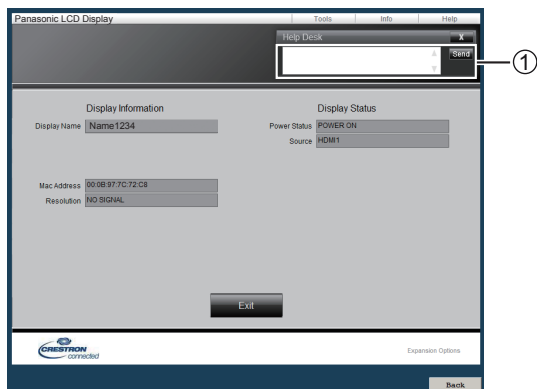 Panasonic LCD Display
Tools Info Help
Help Desk X
Send
①
Display Information Display Status
Display Name Name1234 Power Status POWER ON
Source HDMI1
Mac Address 00:0B:97:7C:72:C8
Resolution NO SIGNAL
Exit
CRESTRON
connected
Expansion Options
Back